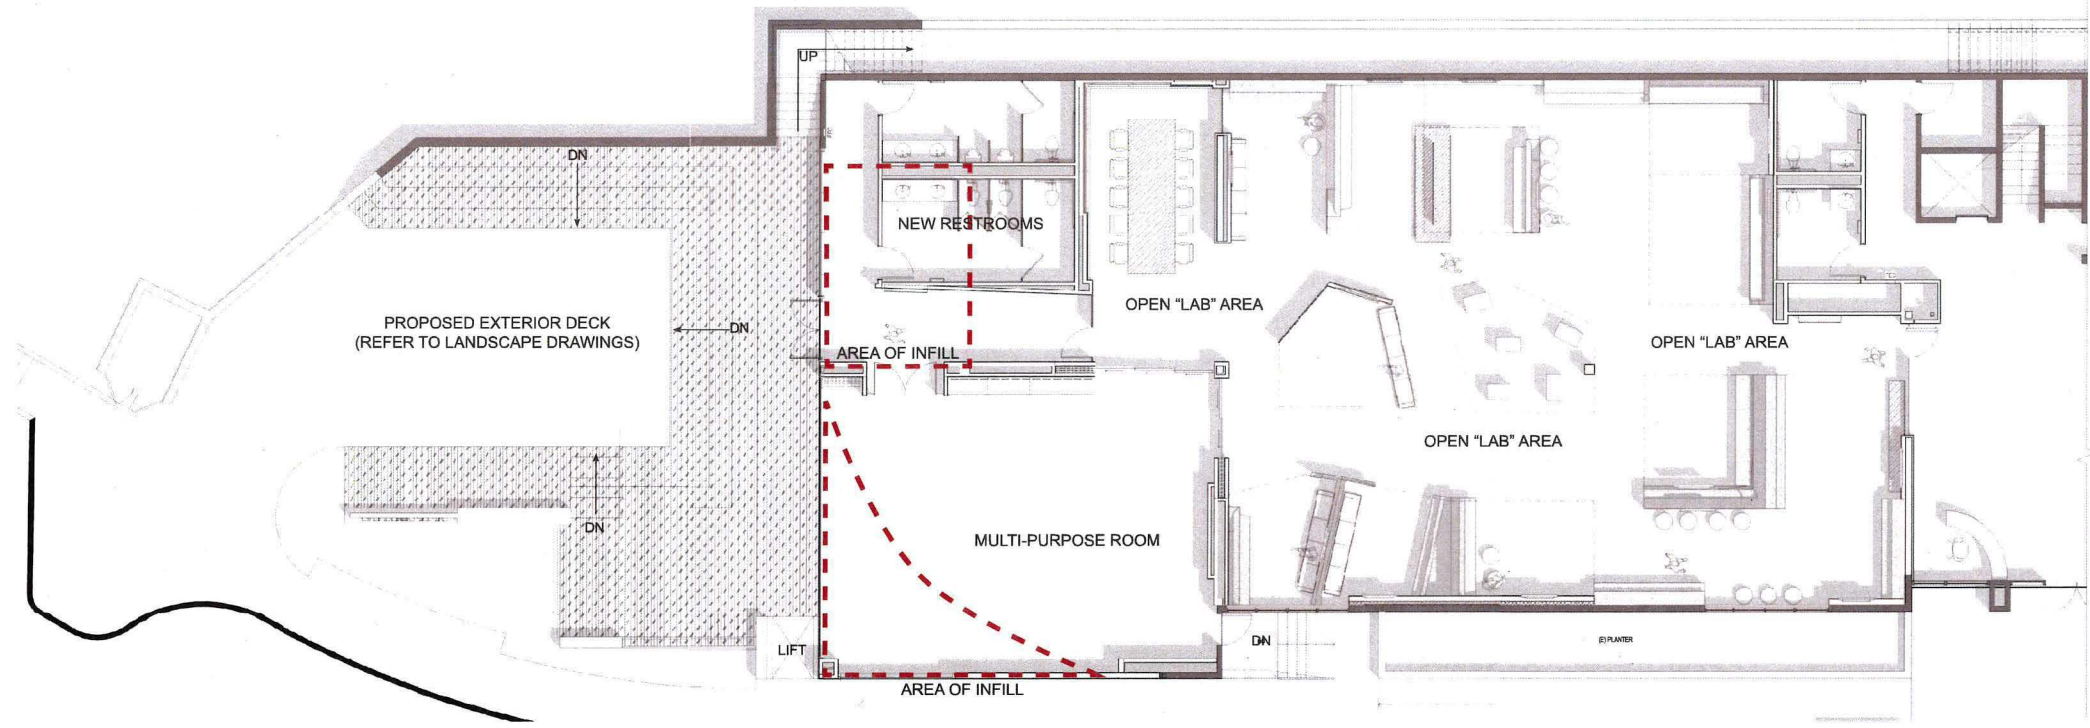 UP
DN
NEW RESTROOMS
OPEN “LAB” AREA
PROPOSED EXTERIOR DECK
(REFER TO LANDSCAPE DRAWINGS)
DN
AREA OF INFILL
OPEN “LAB” AREA
OPEN “LAB” AREA
DN
MULTI-PURPOSE ROOM
LIFT
DN
(E) PLANTER
AREA OF INFILL